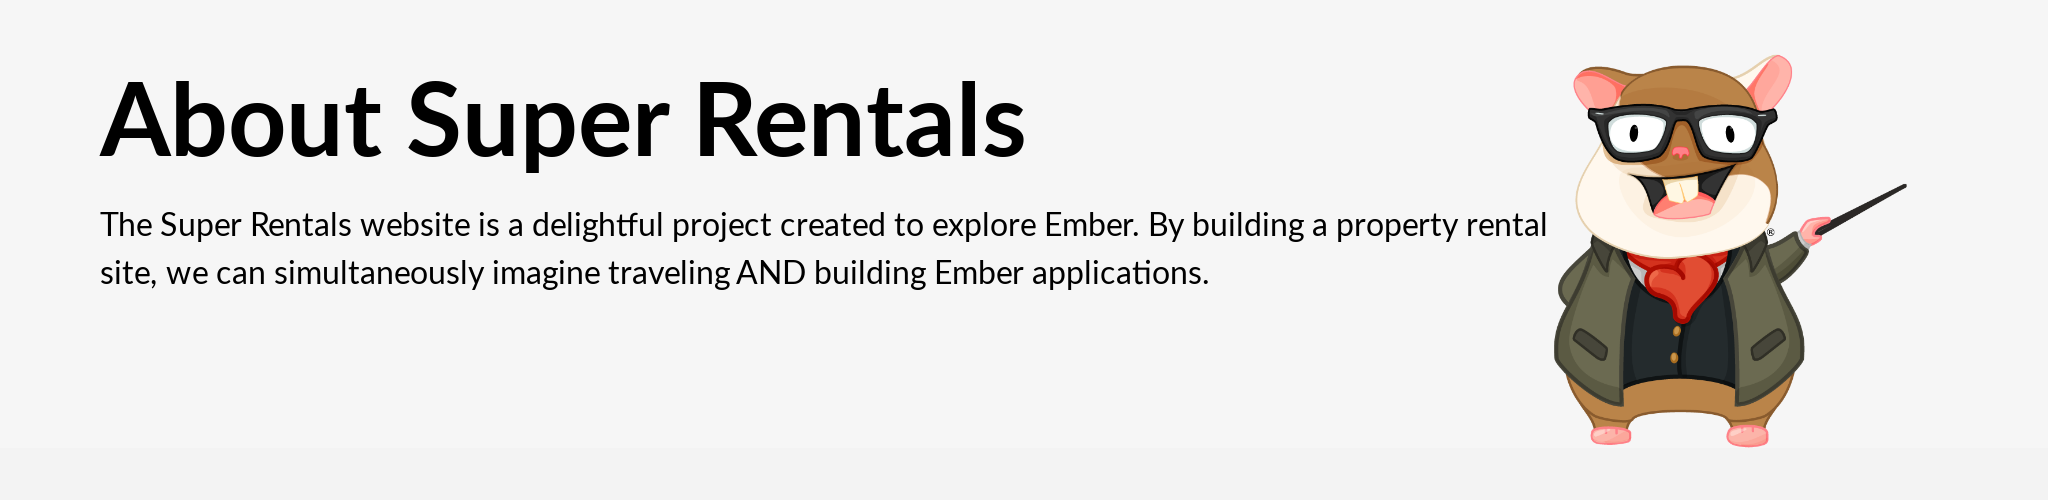 About Super Rentals
The Super Rentals website is a delightful project created to explore Ember. By building a property rental
site, we can simultaneously imagine traveling AND building Ember applications.
®